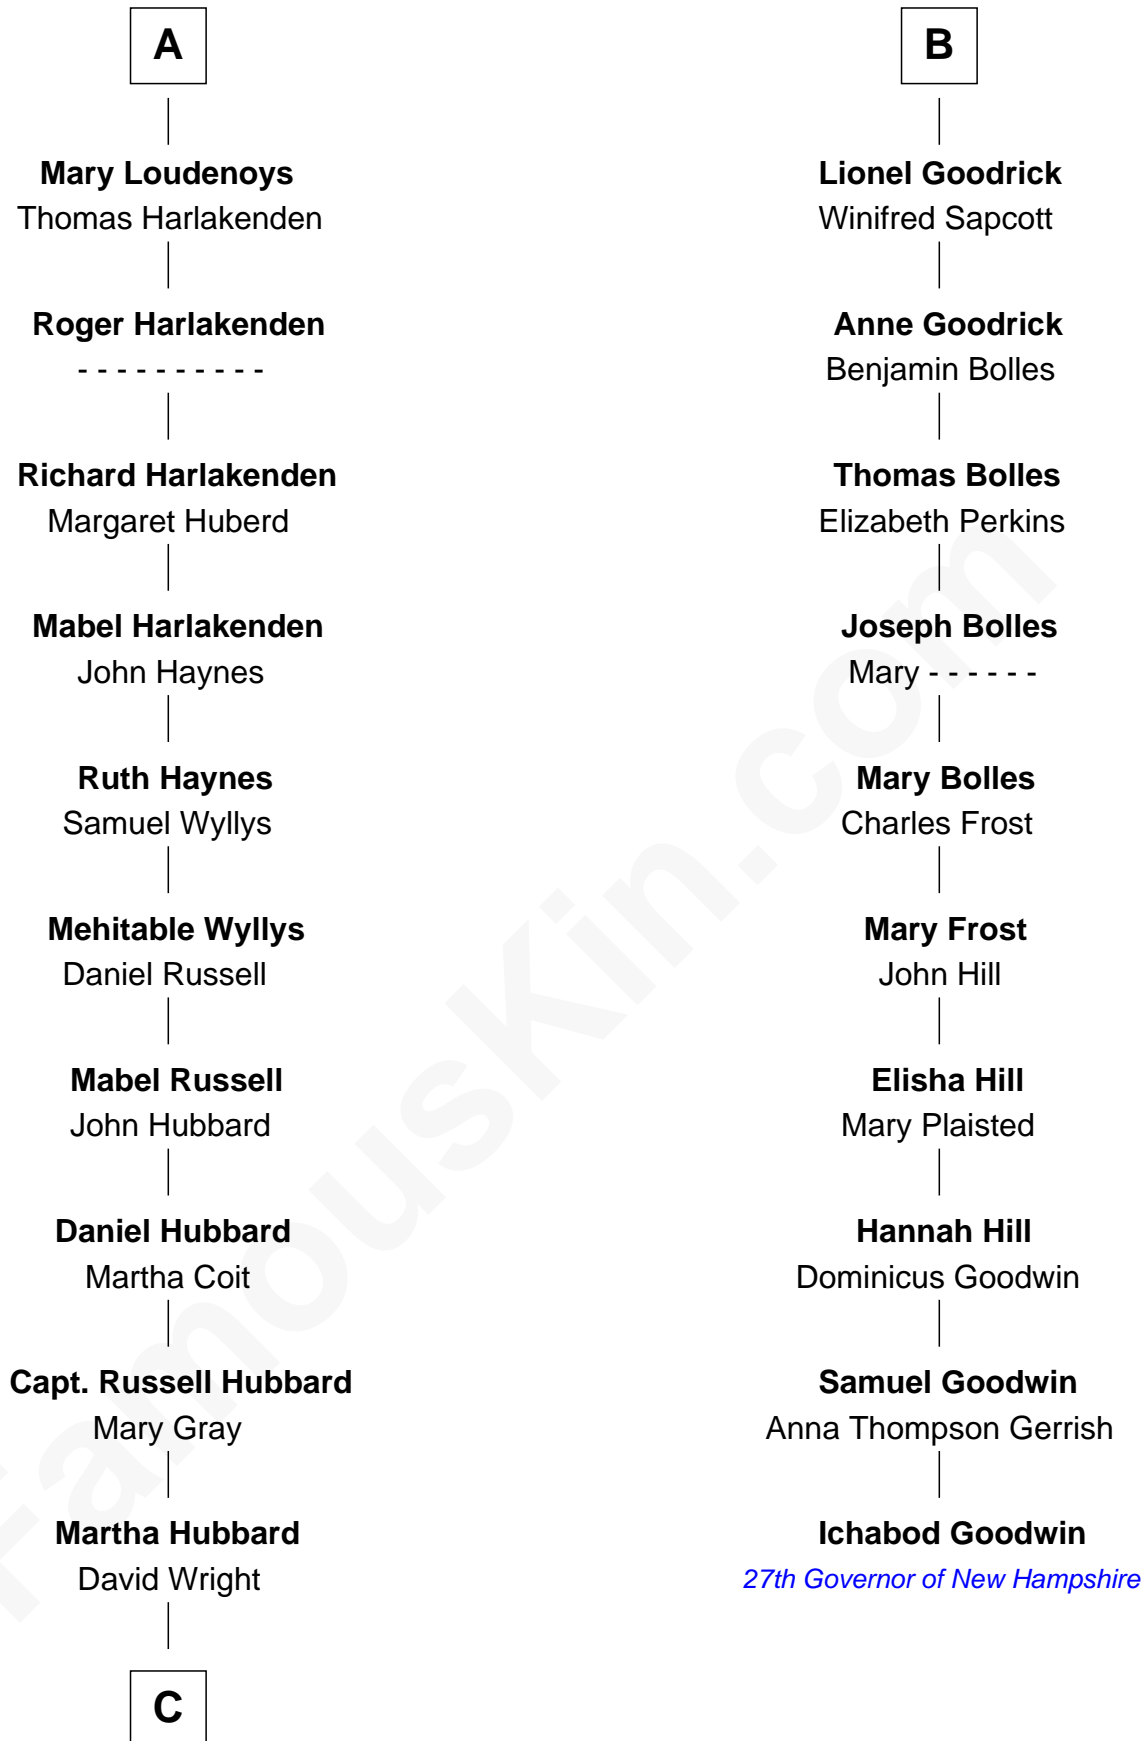 A
Mary Loudenoys
Thomas Harlakenden
Roger Harlakenden
- - - - - - - - - -
Richard Harlakenden
Margaret Huberd
Mabel Harlakenden
John Haynes
Ruth Haynes
Samuel Wyllys
Mehitable Wyllys
Daniel Russell
Mabel Russell
John Hubbard
Daniel Hubbard
Martha Coit
Capt. Russell Hubbard
Mary Gray
Martha Hubbard
David Wright
C
B
Lionel Goodrick
Winifred Sapcott
Anne Goodrick
Benjamin Bolles
Thomas Bolles
Elizabeth Perkins
Joseph Bolles
Mary - - - - - -
Mary Bolles
Charles Frost
Mary Frost
John Hill
Elisha Hill
Mary Plaisted
Hannah Hill
Dominicus Goodwin
Samuel Goodwin
Anna Thompson Gerrish
Ichabod Goodwin
27th Governor of New Hampshire
FamousKin.com